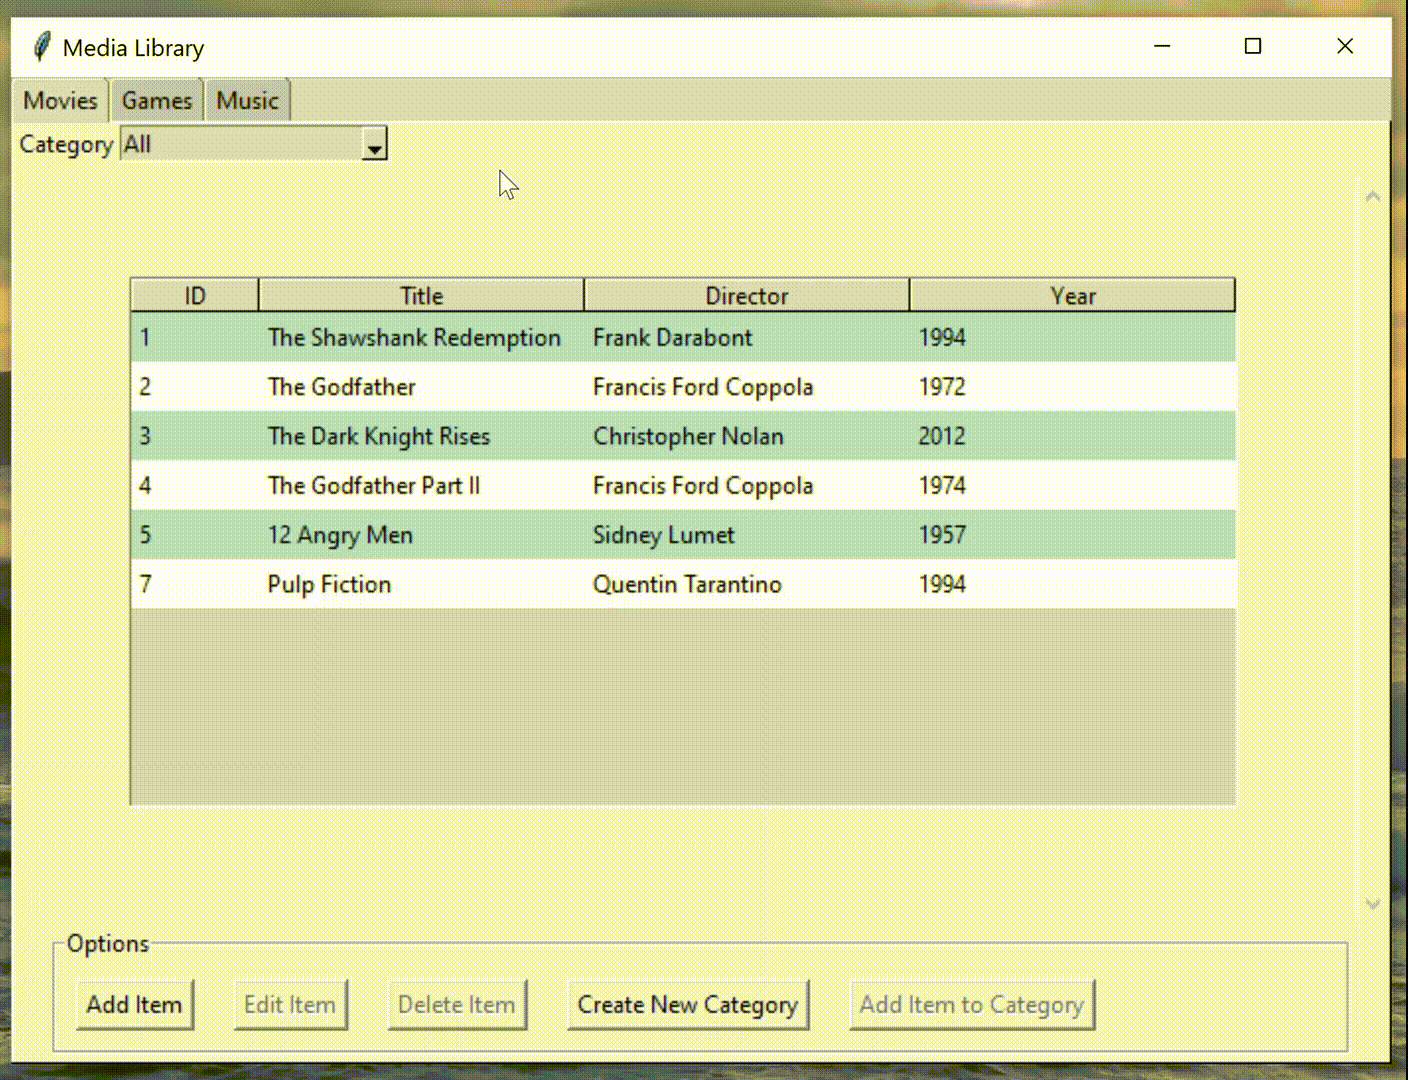 Media Library
Movies Games Music
Category All
ID Title Director Year
1 The Shawshank Redemption Frank Darabont 1994
2 The Godfather Francis Ford Coppola 1972
3 The Dark Knight Rises Christopher Nolan 2012
4 The Godfather Part II Francis Ford Coppola 1974
5 12 Angry Men Sidney Lumet 1957
7 Pulp Fiction Quentin Tarantino 1994
Options
Add Item Edit Item Delete Item Create New Category Add Item to Category